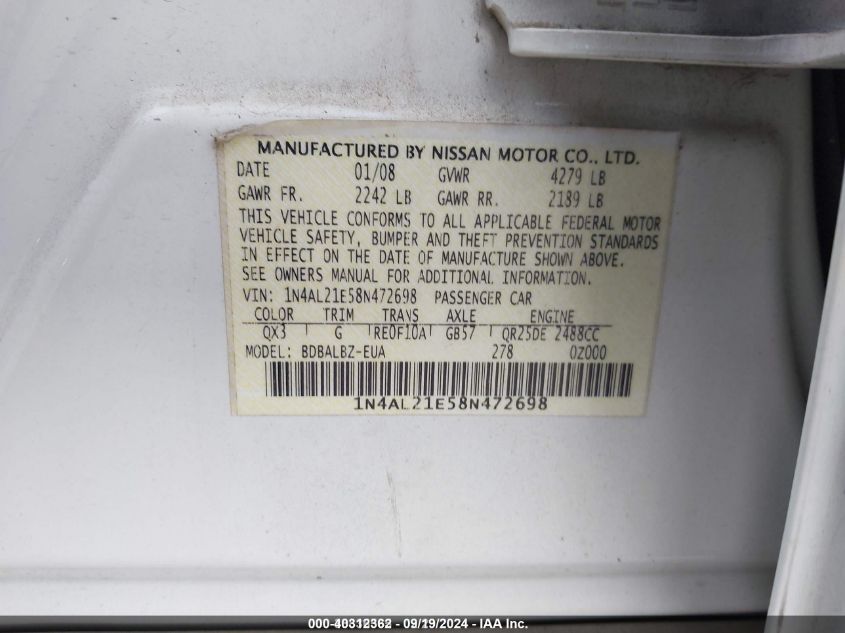 MANUFACTURED BY NISSAN MOTOR CO., LTD.
DATE 01/08 GVWR 4279 LB
GAWR FR. 2242 LB GAWR RR. 2189 LB
THIS VEHICLE CONFORMS TO ALL APPLICABLE FEDERAL MOTOR
VEHICLE SAFETY, BUMPER AND THEFT PREVENTION STANDARDS
IN EFFECT ON THE DATE OF MANUFACTURE SHOWN ABOVE.
SEE OWNERS MANUAL FOR ADDITIONAL INFORMATION.
VIN: 1N4AL21E58N472698 PASSENGER CAR
COLOR TRIM TRANS AXLE ENGINE
QX3 G RE0F10A GB57 QR25DE 2488CC
MODEL: BDBALBZ-EUA 278 0Z000
1N4AL21E58N472698
000-40312362 - 09/19/2024 - IAA Inc.